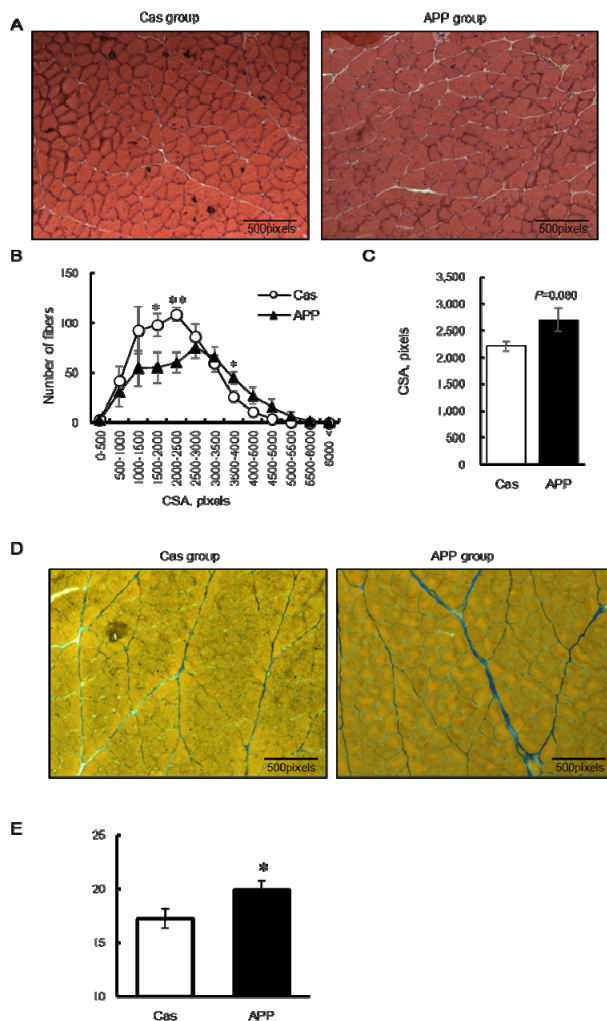 A
Cas group
APP group
500pixels
500pixels
B
150
100
50
0
Number of fibers
*
**
*
Cas
APP
0-500
500-1000
1000-1500
1500-2000
2000-2500
2500-3000
3000-3500
3500-4000
4000-4500
4500-5000
5000-5500
5500-6000
6000 <
CSA, pixels
C
3,500
3,000
2,500
2,000
1,500
1,000
500
0
CSA, pixels
P=0.080
Cas
APP
D
Cas group
APP group
500pixels
500pixels
E
25
20
15
10
*
Cas
APP